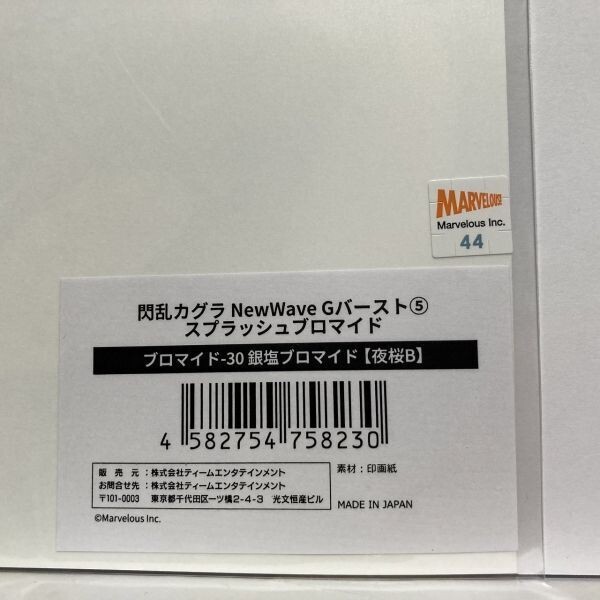 MARVELOUS!
Marvelous Inc.
44
閃乱カグラ NewWave Gバースト⑤
スプラッシュブロマイド
ブロマイド-30 銀塩ブロマイド【夜桜B】
4 582754 758230
販 売 元 ：株式会社ティームエンタテインメント
お問合せ先：株式会社ティームエンタテインメント
〒101-0003 東京都千代田区一ツ橋2-4-3 光文恒産ビル
素材：印画紙
MADE IN JAPAN
©Marvelous Inc.